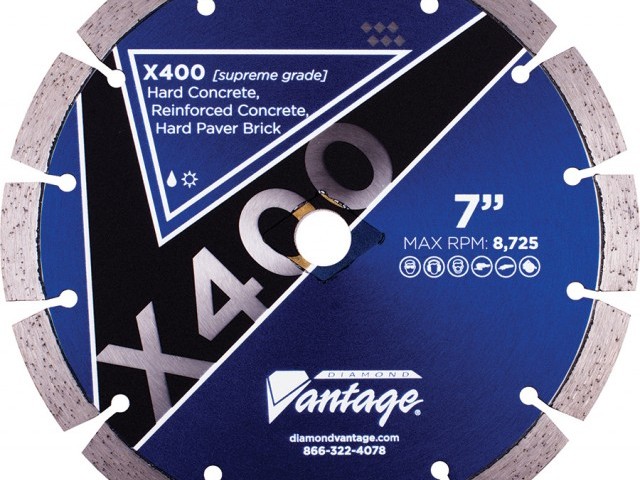 X400 [supreme grade]
Hard Concrete,
Reinforced Concrete,
Hard Paver Brick
X400
7”
MAX RPM: 8,725
DIAMOND
Vantage®
diamondvantage.com
866-322-4078